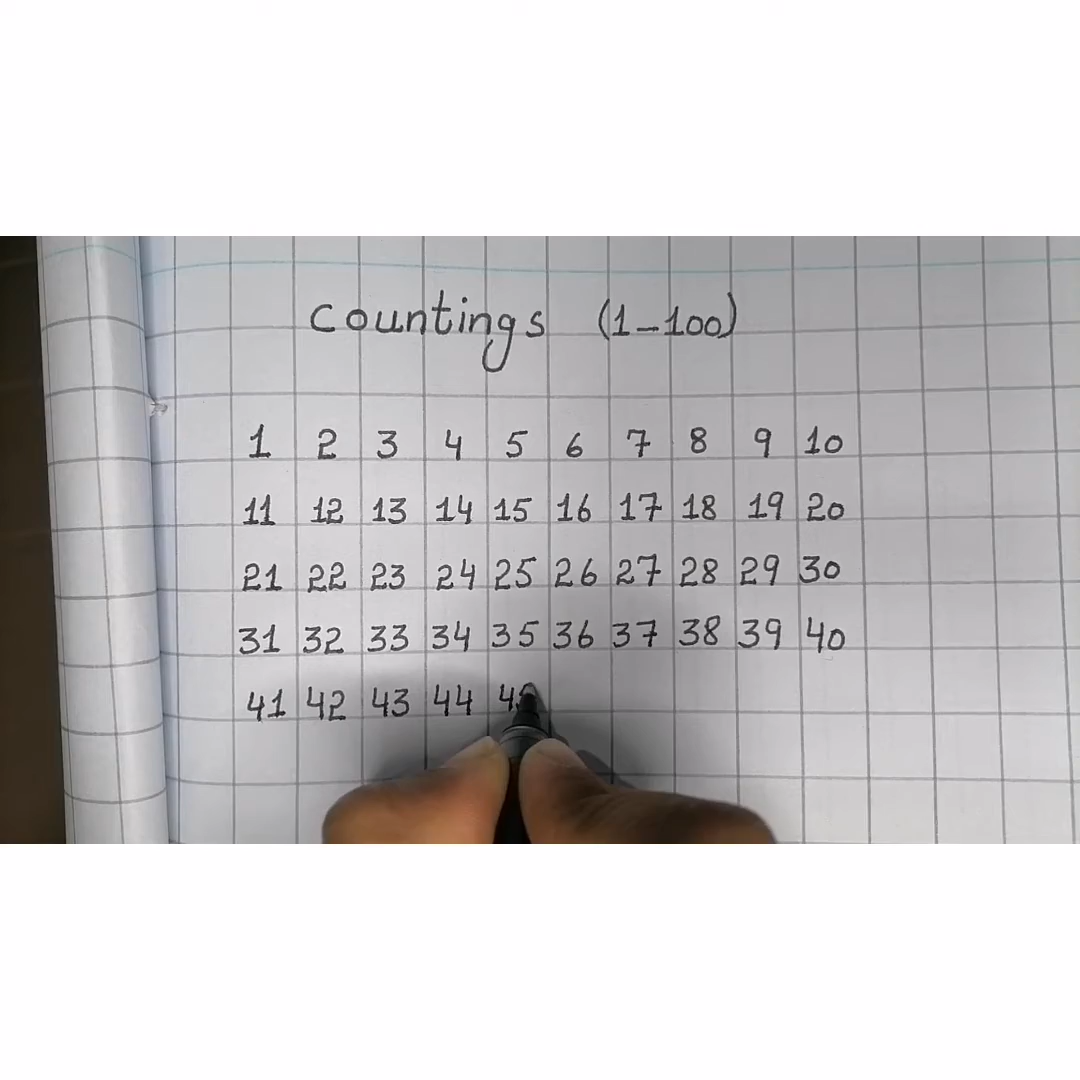 countings (1-100)
1 2 3 4 5 6 7 8 9 10
11 12 13 14 15 16 17 18 19 20
21 22 23 24 25 26 27 28 29 30
31 32 33 34 35 36 37 38 39 40
41 42 43 44